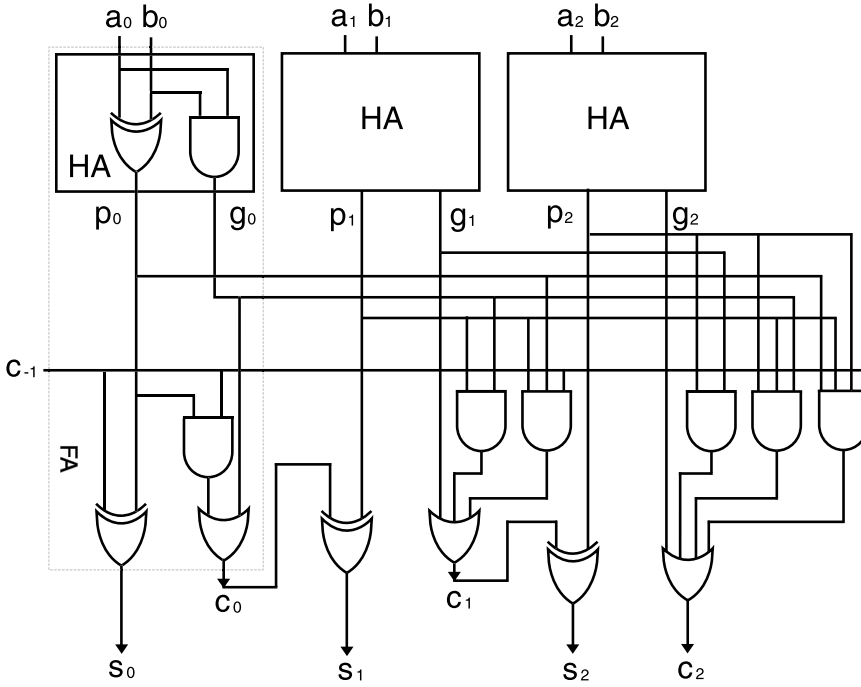 a₀ b₀ a₁ b₁ a₂ b₂
HA HA HA
p₀ g₀ p₁ g₁ p₂ g₂
c₋₁
FA
c₀ c₁
s₀ s₁ s₂ c₂